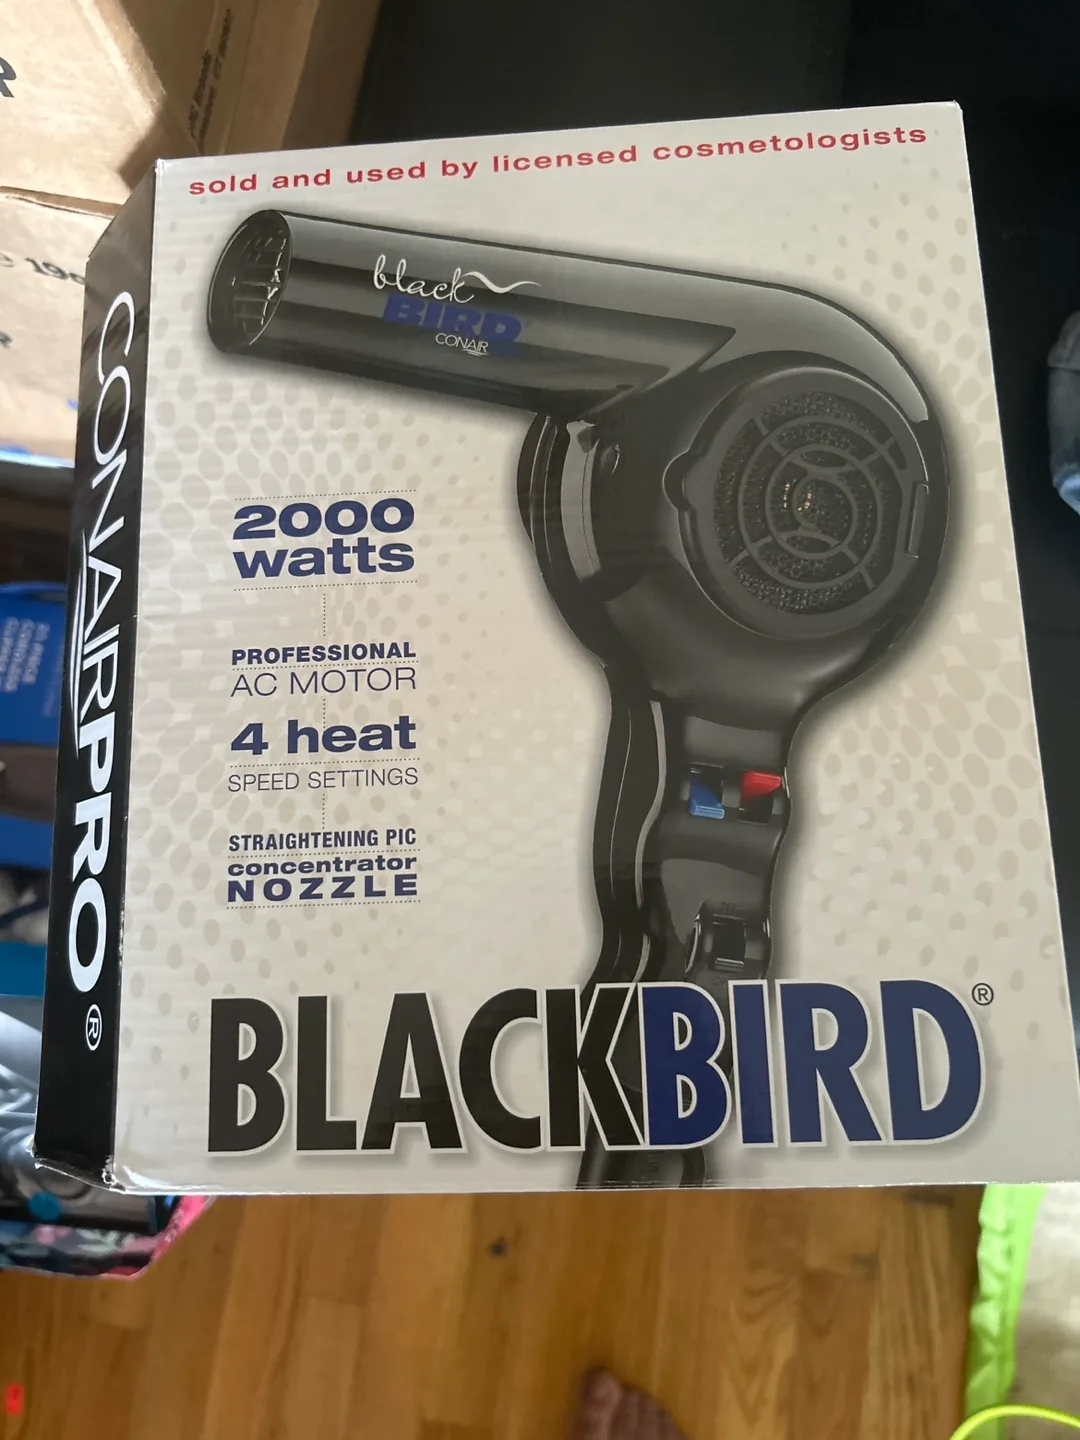 sold and used by licensed cosmetologists
black
BIRD
CONAIR
2000
watts
PROFESSIONAL
AC MOTOR
4 heat
SPEED SETTINGS
STRAIGHTENING PIC
concentrator
NOZZLE
BLACKBIRD®
CONAIRPRO®